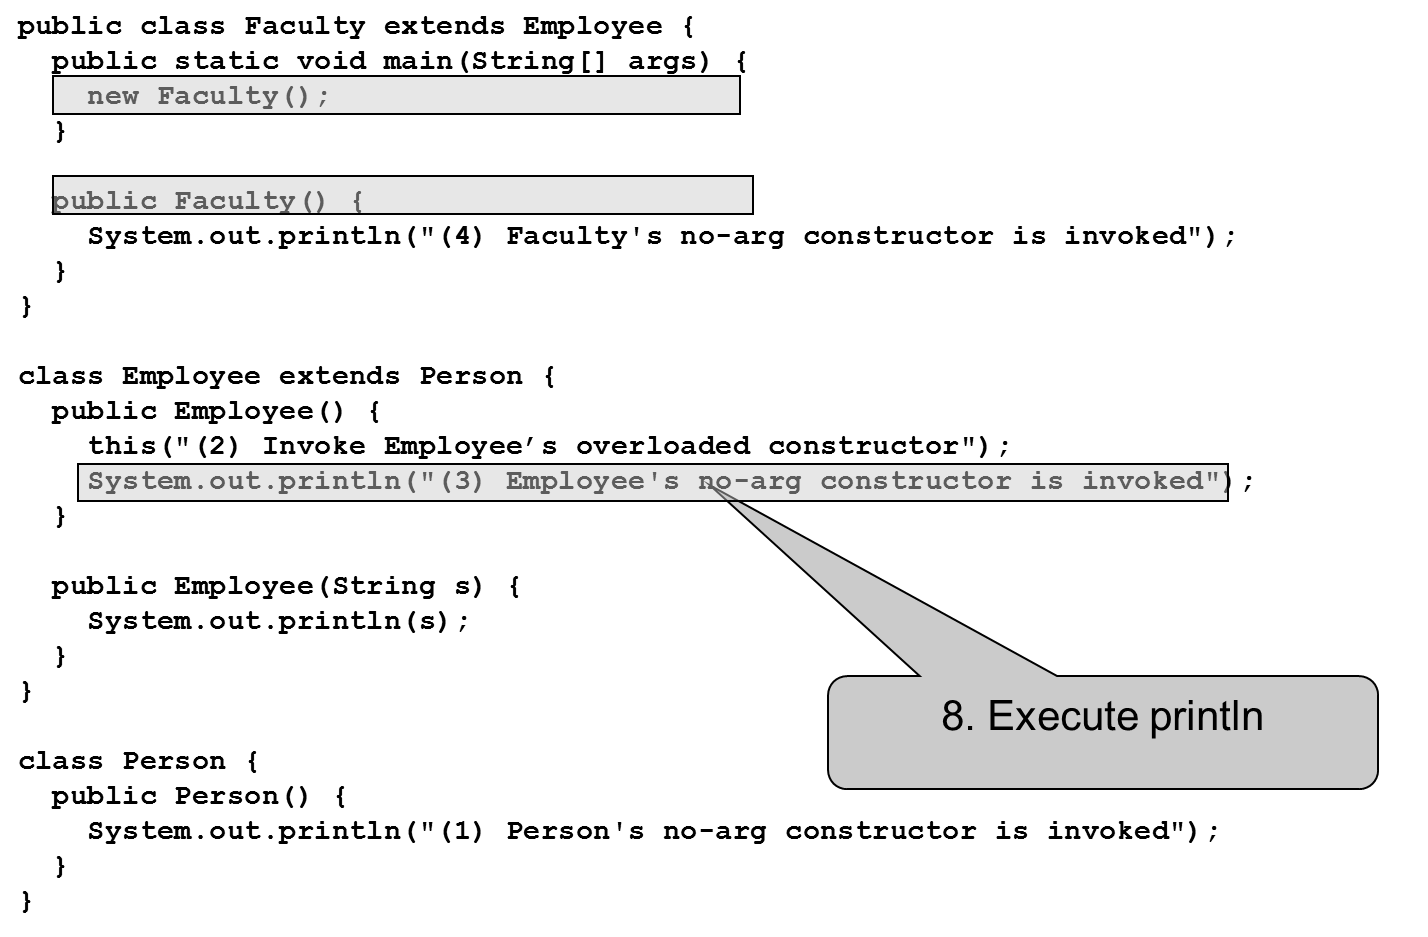 public class Faculty extends Employee {
  public static void main(String[] args) {
    new Faculty();
  }

  public Faculty() {
    System.out.println("(4) Faculty's no-arg constructor is invoked");
  }
}

class Employee extends Person {
  public Employee() {
    this("(2) Invoke Employee’s overloaded constructor");
    System.out.println("(3) Employee's no-arg constructor is invoked");
  }

  public Employee(String s) {
    System.out.println(s);
  }
}

8. Execute println

class Person {
  public Person() {
    System.out.println("(1) Person's no-arg constructor is invoked");
  }
}